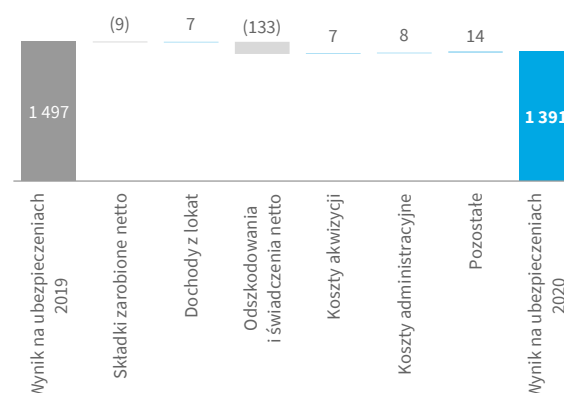 (9)
7
(133)
7
8
14
1 497
1 391
Wynik na ubezpieczeniach
2019
Składki zarobione netto
Dochody z lokat
Odszkodowania
i świadczenia netto
Koszty akwizycji
Koszty administracyjne
Pozostałe
Wynik na ubezpieczeniach
2020